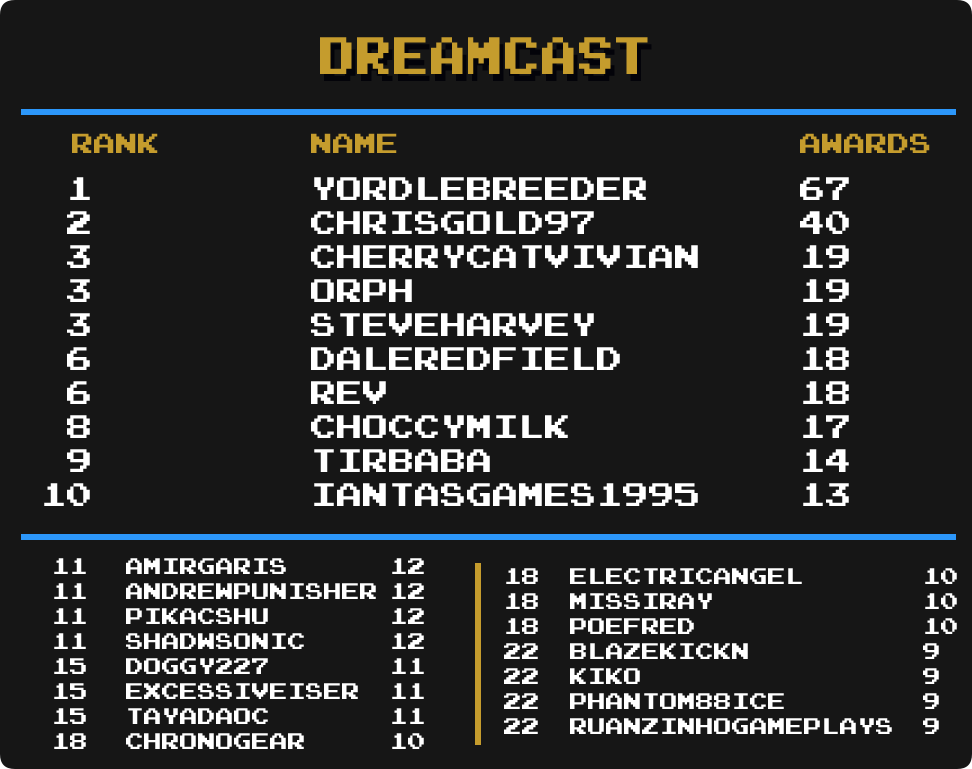 DREAMCAST
RANK NAME AWARDS
1 YORDLEBREEDER 67
2 CHRISGOLD97 40
3 CHERRYCATVIVIAN 19
3 ORPH 19
3 STEVEHARVEY 19
6 DALEREDFIELD 18
6 REV 18
8 CHOCCYMILK 17
9 TIRBABA 14
10 IANTASGAMES1995 13
11 AMIRGARIS 12
11 ANDREWPUNISHER 12
11 PIKACSHU 12
11 SHADWSONIC 12
15 DOGGY227 11
15 EXCESSIVEISER 11
15 TAYADAOC 11
18 CHRONOGEAR 10
18 ELECTRICANGEL 10
18 MISSIRAY 10
18 POEFRED 10
22 BLAZEKICKN 9
22 KIKO 9
22 PHANTOM88ICE 9
22 RUANZINHOGAMEPLAYS 9